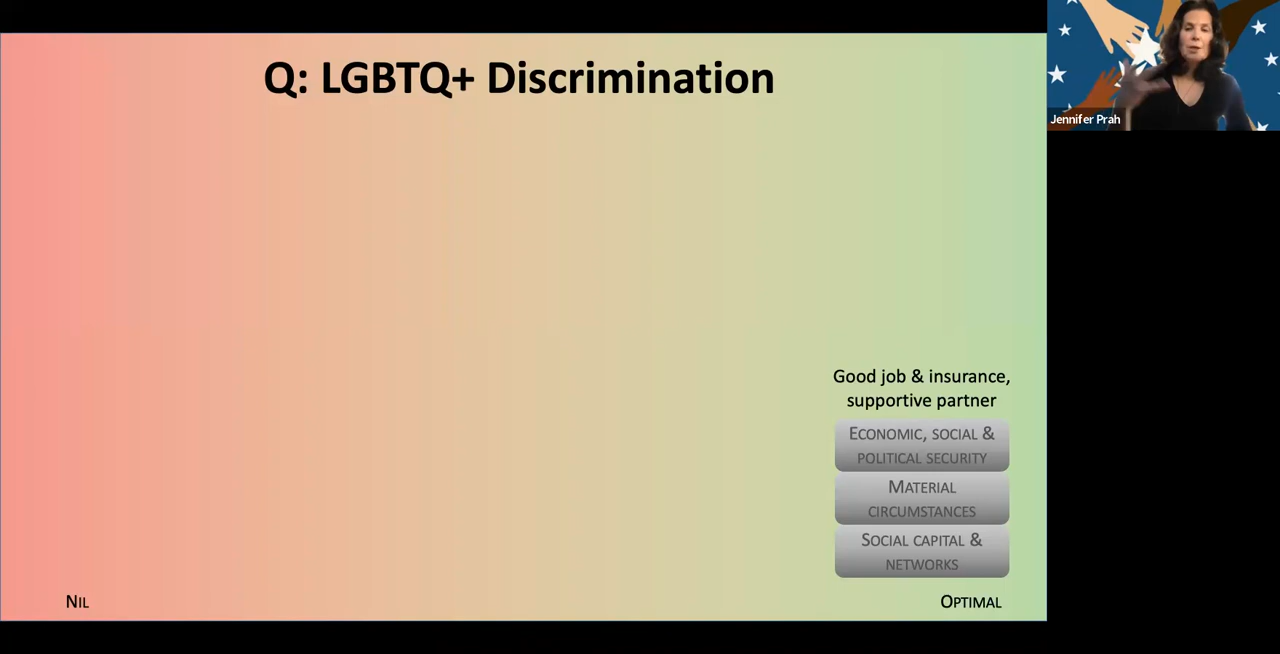 Q: LGBTQ+ Discrimination
Jennifer Prah
Good job & insurance,
supportive partner
ECONOMIC, SOCIAL &
POLITICAL SECURITY
MATERIAL
CIRCUMSTANCES
SOCIAL CAPITAL &
NETWORKS
NIL
OPTIMAL